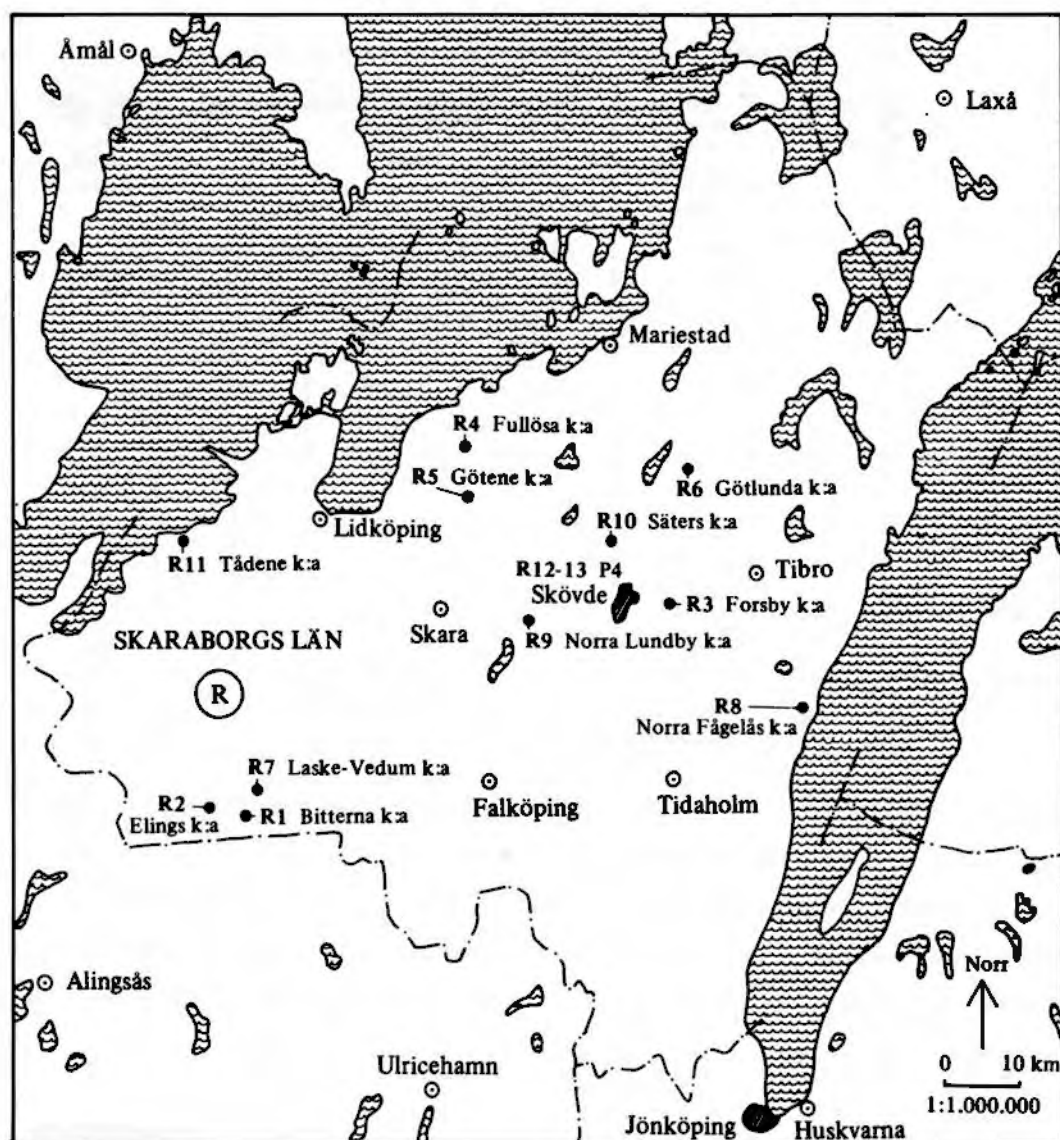 Åmål
Laxå
Mariestad
R4 Fullösa k:a
R5 Götene k:a
R6 Götlunda k:a
R10 Säters k:a
Lidköping
R11 Tådene k:a
R12-13 P4
Skövde
Tibro
R3 Forsby k:a
Skara
R9 Norra Lundby k:a
SKARABORGS LÄN
R
R8
Norra Fågelås k:a
R7 Laske-Vedum k:a
Falköping
Tidaholm
R2
Elings k:a
R1 Bitterna k:a
Alingsås
Norr
Ulricehamn
0 10 km
1:1.000.000
Jönköping
Huskvarna